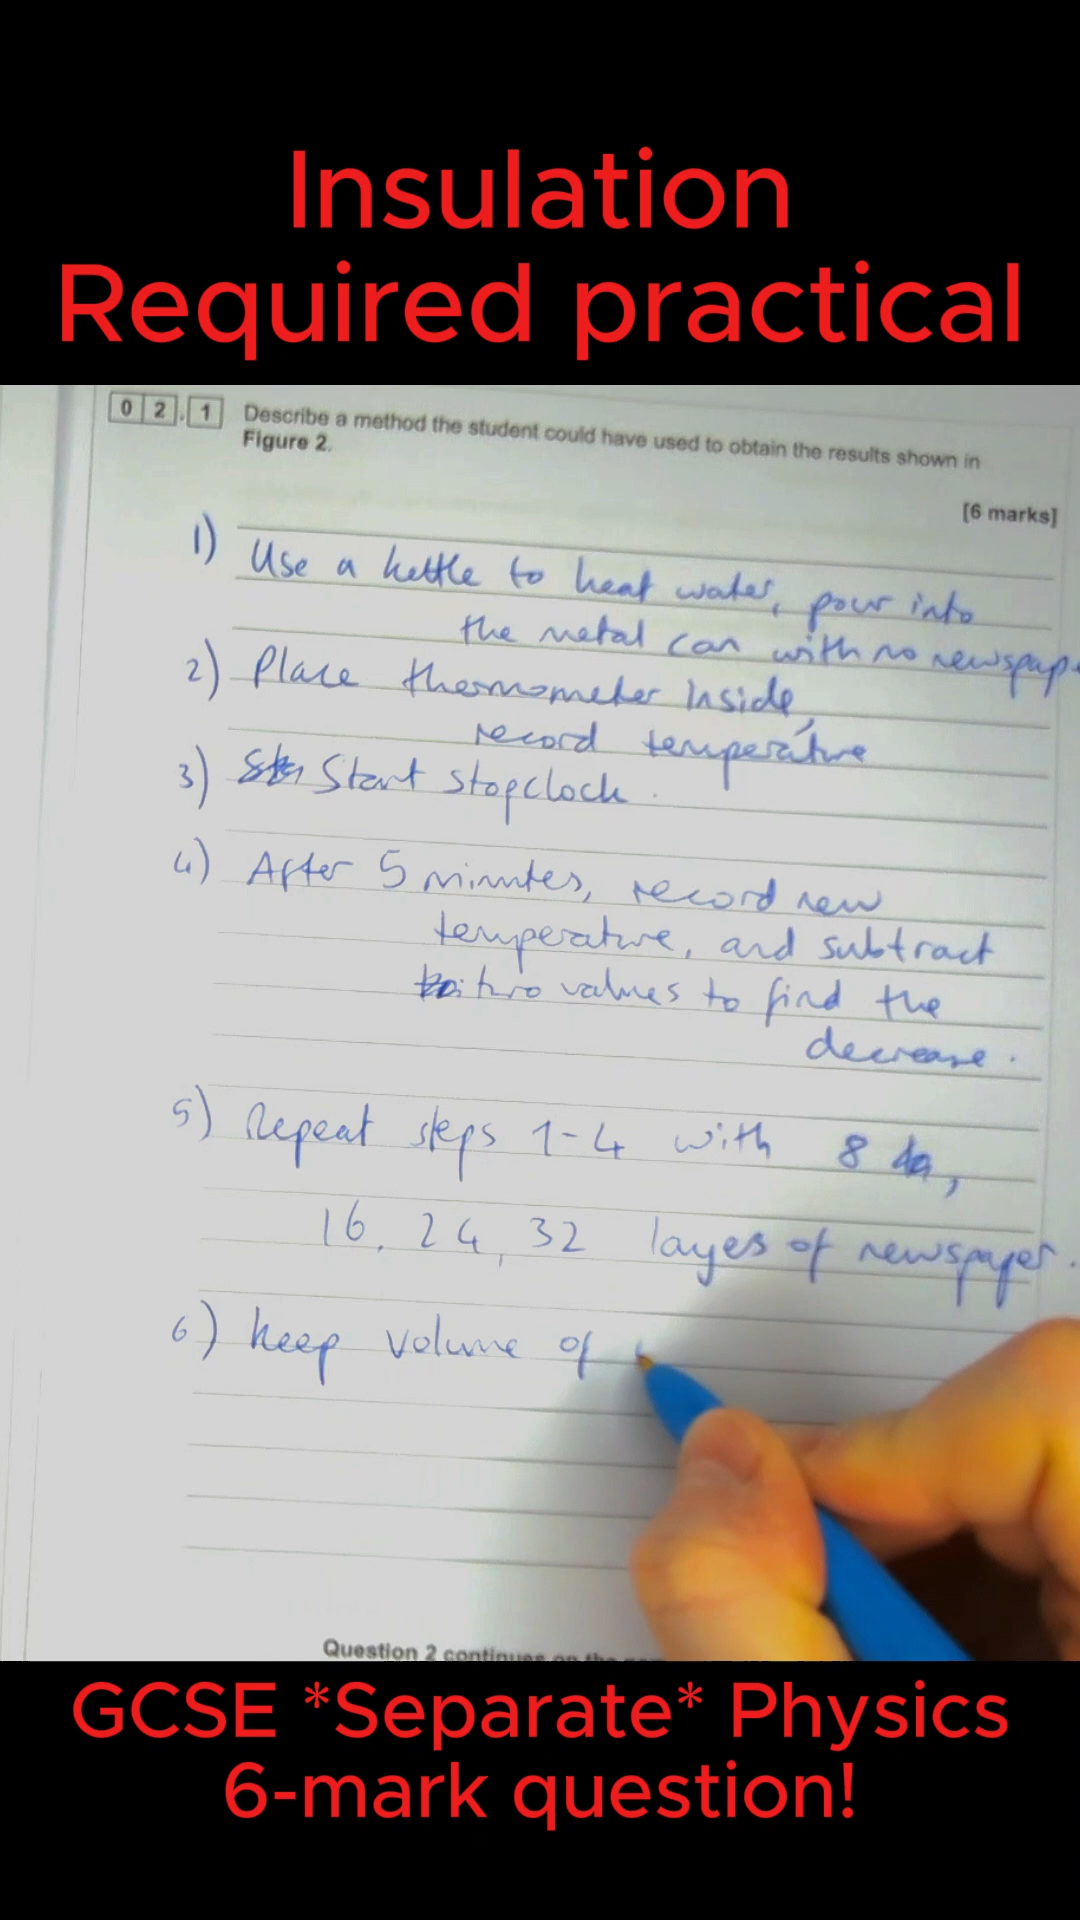 Insulation
Required practical
0 2 . 1 Describe a method the student could have used to obtain the results shown in
Figure 2.
[6 marks]
1) Use a kettle to heat water, pour into
the metal can with no newspap
2) Place thermometer inside,
record temperature
3) Start stopclock.
4) After 5 minutes, record new
temperature, and subtract
two values to find the
decrease.
5) Repeat steps 1-4 with 8,
16, 24, 32 layes of newspaper.
6) keep volume of
Question 2 continues on the
GCSE *Separate* Physics
6-mark question!